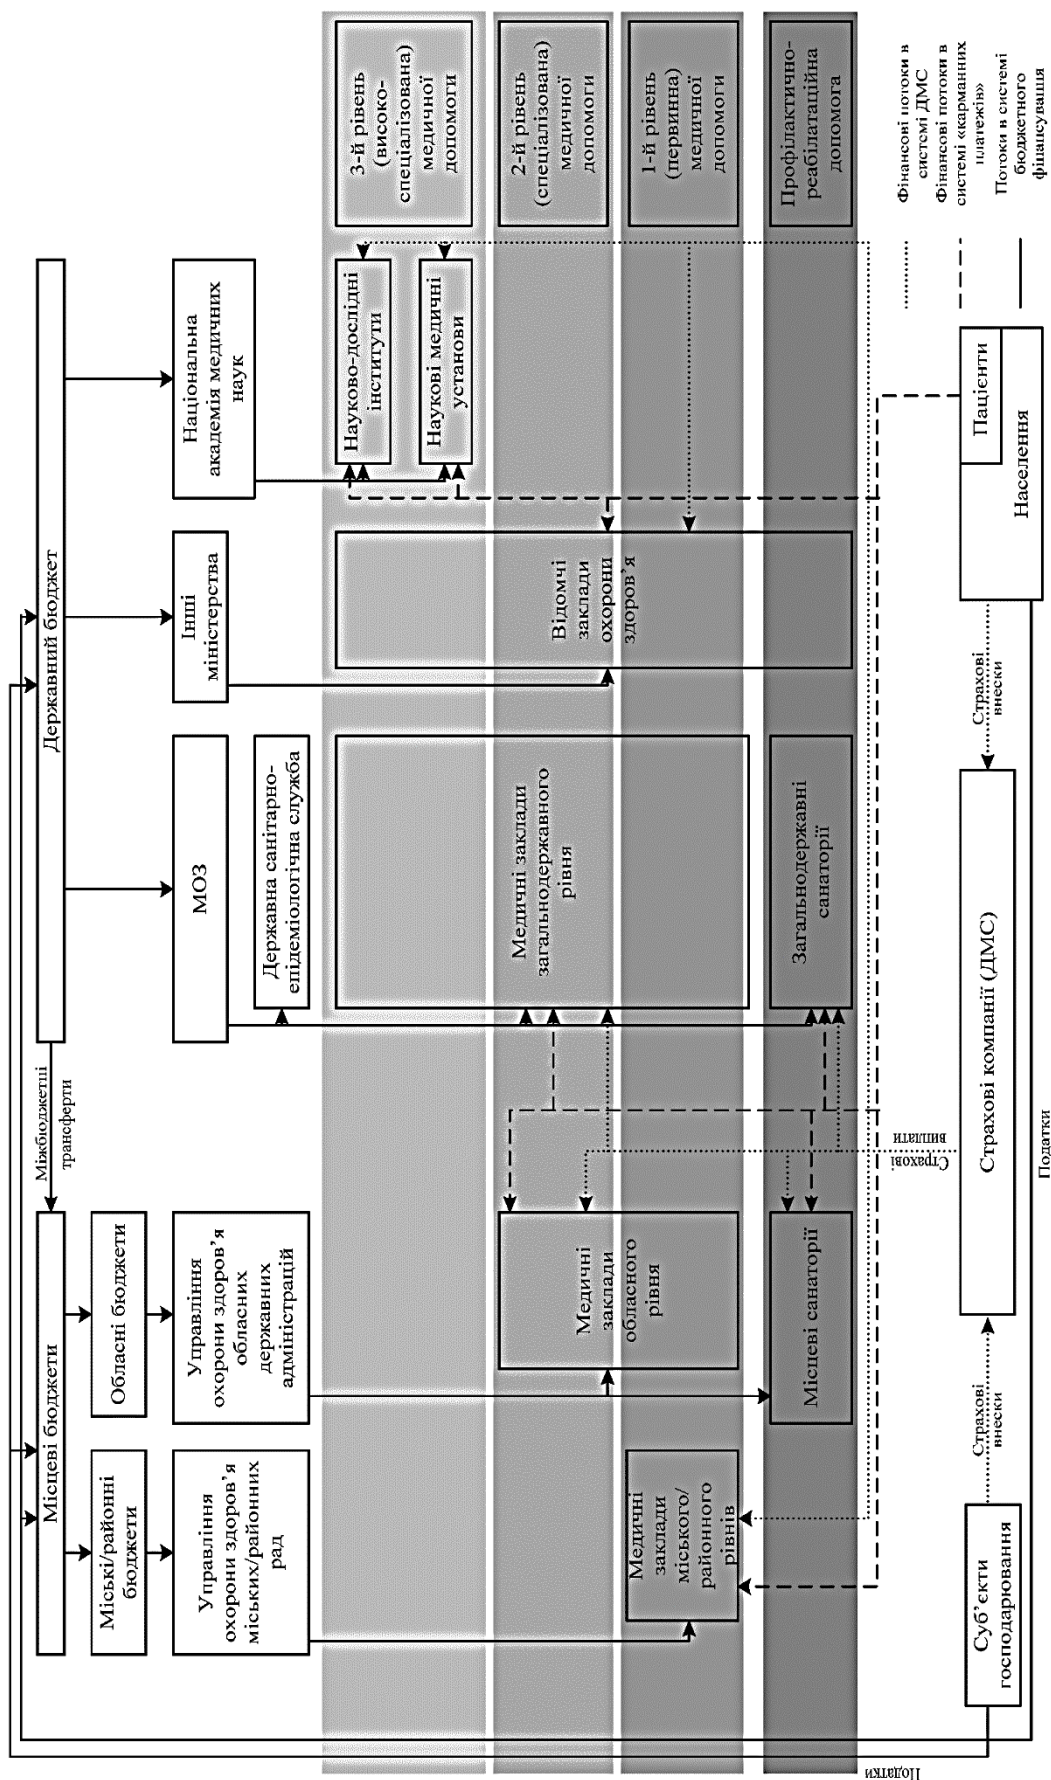 Державний бюджет
Міжбюджетні
трансферти
Місцеві бюджети
Міські/районні
бюджети
Обласні бюджети
Управління
охорони здоров’я
міських/районних
рад
Управління
охорони здоров’я
обласних
державних
адміністрацій
МОЗ
Інші
міністерства
Національна
академія медичних
наук
Державна санітарно-
епідеміологічна служба
3-й рівень
(високо-
спеціалізована)
медичної
допомоги
Науково-дослідні
інститути
Наукові медичні
установи
2-й рівень
(спеціалізована)
медичної
допомоги
1-й рівень
(первинна)
медичної
допомоги
Профілактично-
реабілатаційна
допомога
Медичні
заклади
міського/
районного
рівнів
Медичні
заклади
обласного
рівня
Медичні заклади
загальнодержавного
рівня
Відомчі
заклади
охорони
здоров’я
Місцеві санаторії
Загальнодержавні
санаторії
Страхові
виплати
Суб’єкти
господарювання
Страхові
внески
Страхові компанії (ДМС)
Страхові
внески
Пацієнти
Населення
Податки
Податки
Фінансові потоки в
системі ДМС
Фінансові потоки в
системі «карманних
платежів»
Потоки в системі
бюджетного
фінансування